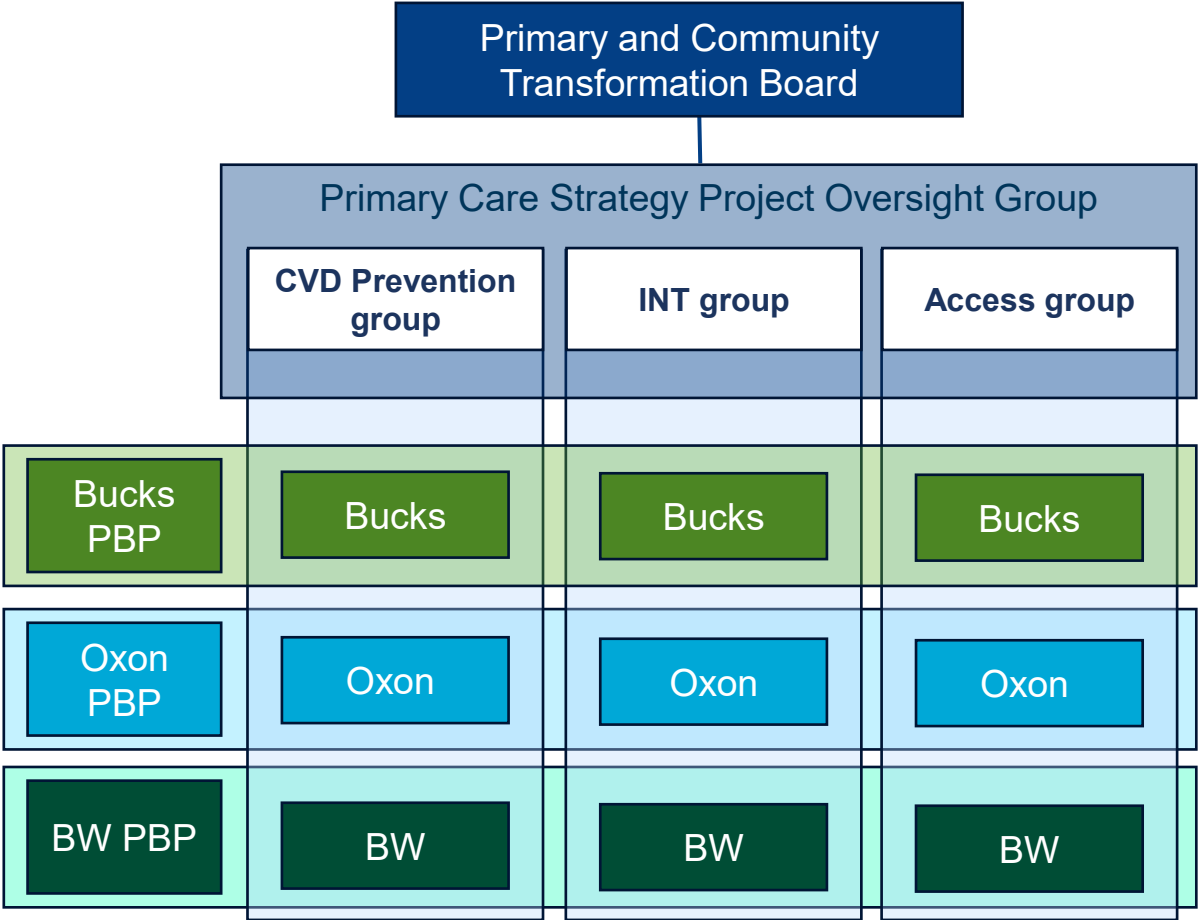 Primary and Community
Transformation Board
Primary Care Strategy Project Oversight Group
CVD Prevention
group
INT group
Access group
Bucks
PBP
Bucks
Bucks
Bucks
Oxon
PBP
Oxon
Oxon
Oxon
BW PBP
BW
BW
BW